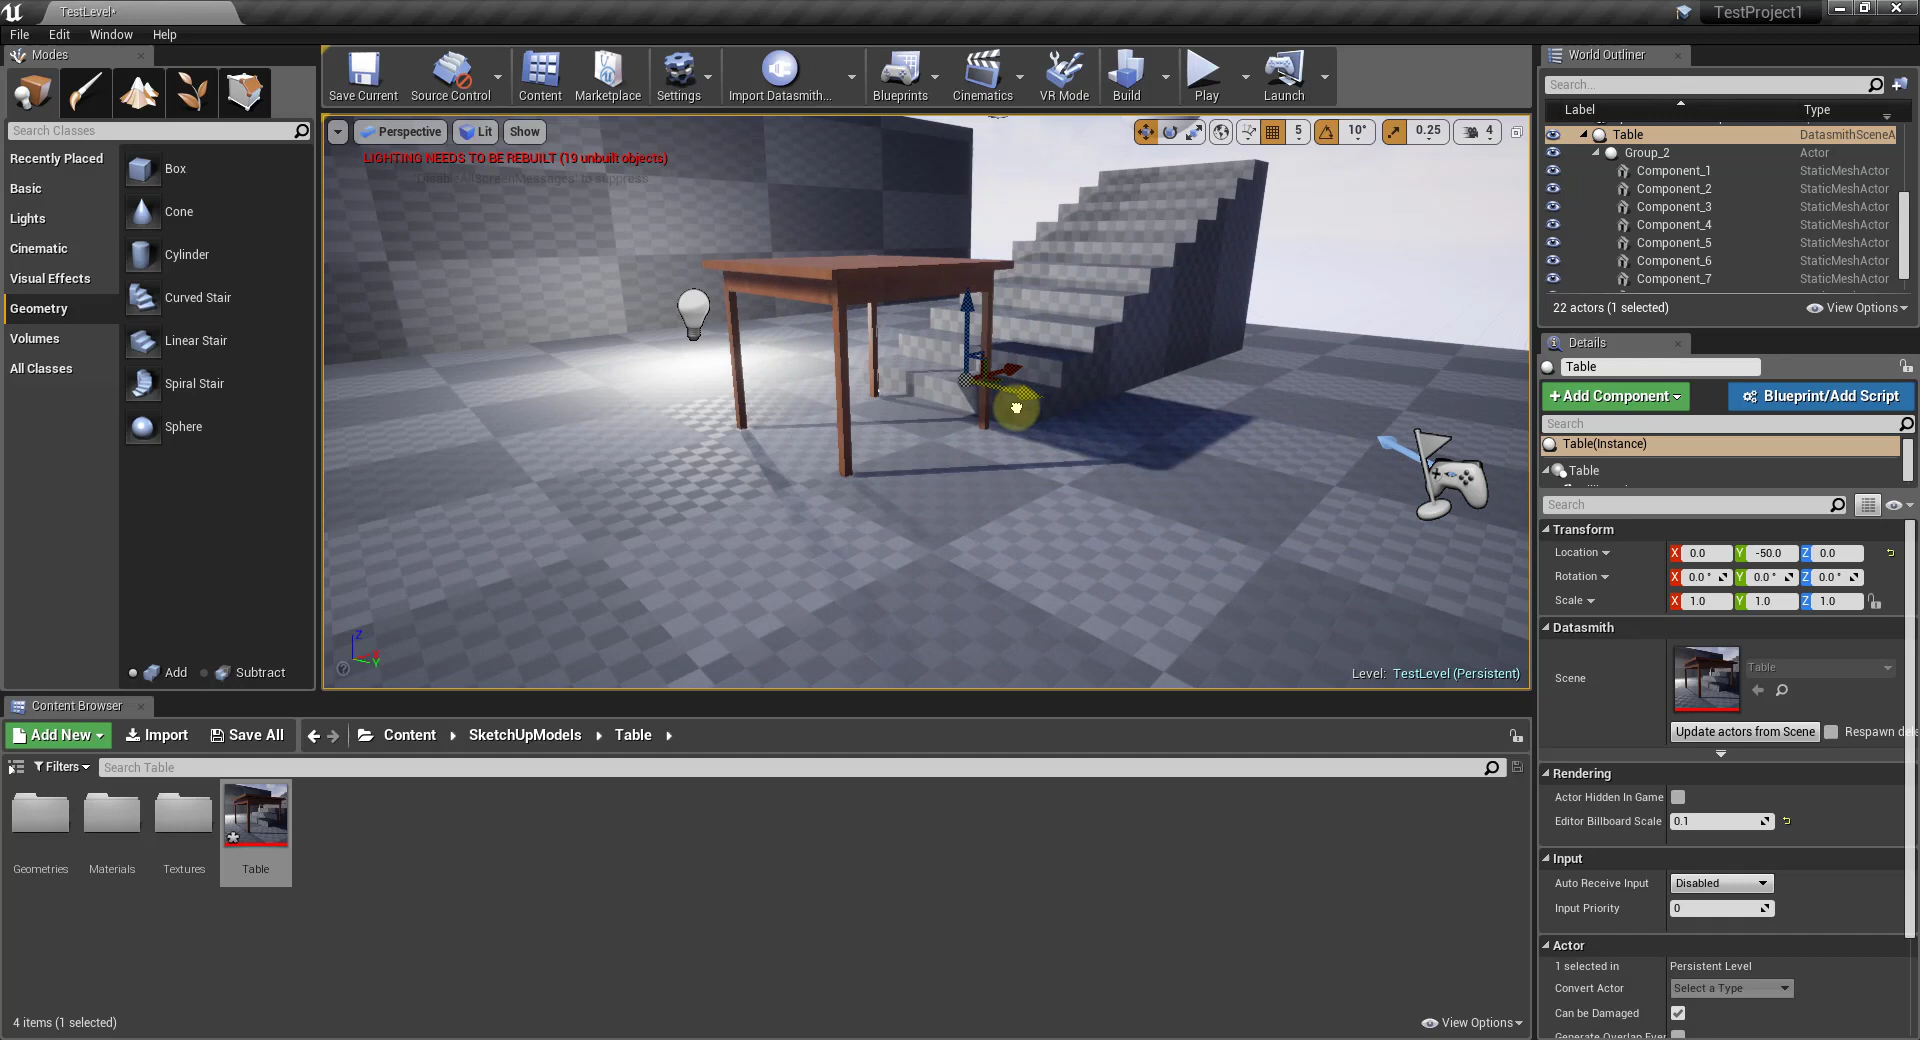 TestLevel*
TestProject1
File Edit Window Help
Modes
Search Classes
Recently Placed
Basic
Lights
Cinematic
Visual Effects
Geometry
Volumes
All Classes
Box
Cone
Cylinder
Curved Stair
Linear Stair
Spiral Stair
Sphere
Add Subtract
Save Current Source Control Content Marketplace Settings Import Datasmith... Blueprints Cinematics VR Mode Build Play Launch
Perspective Lit Show
5 10° 0.25 4
LIGHTING NEEDS TO BE REBUILT (19 unbuilt objects)
'DisableAllScreenMessages' to suppress
Z
X
Y
Level: TestLevel (Persistent)
World Outliner
Search...
Label Type
Table DatasmithSceneA
Group_2 Actor
Component_1 StaticMeshActor
Component_2 StaticMeshActor
Component_3 StaticMeshActor
Component_4 StaticMeshActor
Component_5 StaticMeshActor
Component_6 StaticMeshActor
Component_7 StaticMeshActor
22 actors (1 selected) View Options
Details
Table
+Add Component Blueprint/Add Script
Search
Table(Instance)
Table
Search
Transform
Location X 0.0 Y -50.0 Z 0.0
Rotation X 0.0 ° Y 0.0 ° Z 0.0 °
Scale X 1.0 Y 1.0 Z 1.0
Datasmith
Scene
Table
Update actors from Scene Respawn dele
Rendering
Actor Hidden In Game
Editor Billboard Scale 0.1
Input
Auto Receive Input Disabled
Input Priority 0
Actor
1 selected in Persistent Level
Convert Actor Select a Type
Can be Damaged
Generate Overlap Even
Content Browser
Add New Import Save All Content SketchUpModels Table
Filters Search Table
Geometries Materials Textures Table
4 items (1 selected) View Options